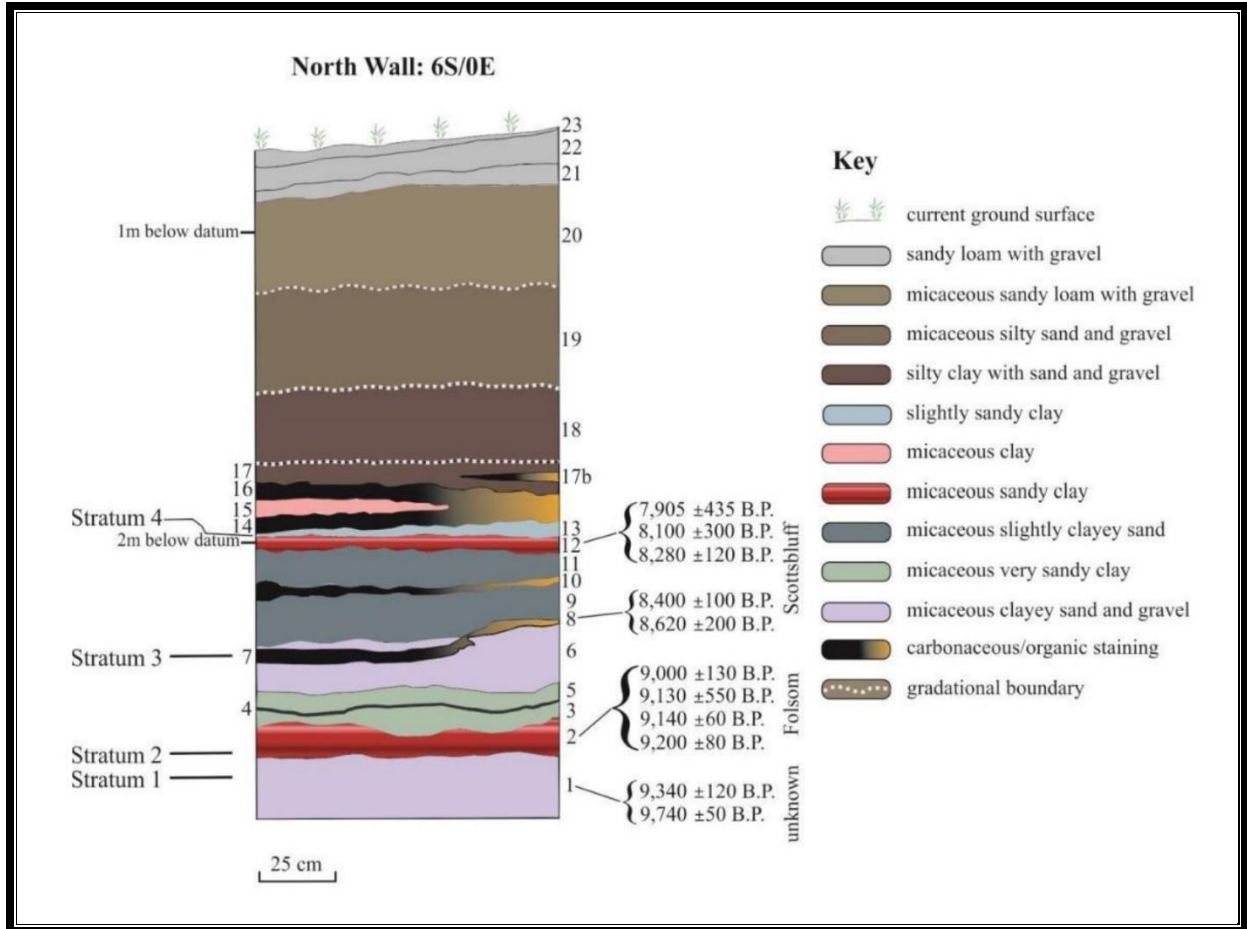 North Wall: 6S/0E
23
22
21
1m below datum
20
19
18
17
17b
16
15
14
13
Stratum 4
2m below datum
12
11
10
9
8
7
6
5
4
3
2
1
Stratum 3
Stratum 2
Stratum 1
7,905 ±435 B.P.
8,100 ±300 B.P.
8,280 ±120 B.P.
8,400 ±100 B.P.
8,620 ±200 B.P.
Scottsbluff
9,000 ±130 B.P.
9,130 ±550 B.P.
9,140 ±60 B.P.
9,200 ±80 B.P.
Folsom
9,340 ±120 B.P.
9,740 ±50 B.P.
unknown
25 cm
Key
current ground surface
sandy loam with gravel
micaceous sandy loam with gravel
micaceous silty sand and gravel
silty clay with sand and gravel
slightly sandy clay
micaceous clay
micaceous sandy clay
micaceous slightly clayey sand
micaceous very sandy clay
micaceous clayey sand and gravel
carbonaceous/organic staining
gradational boundary